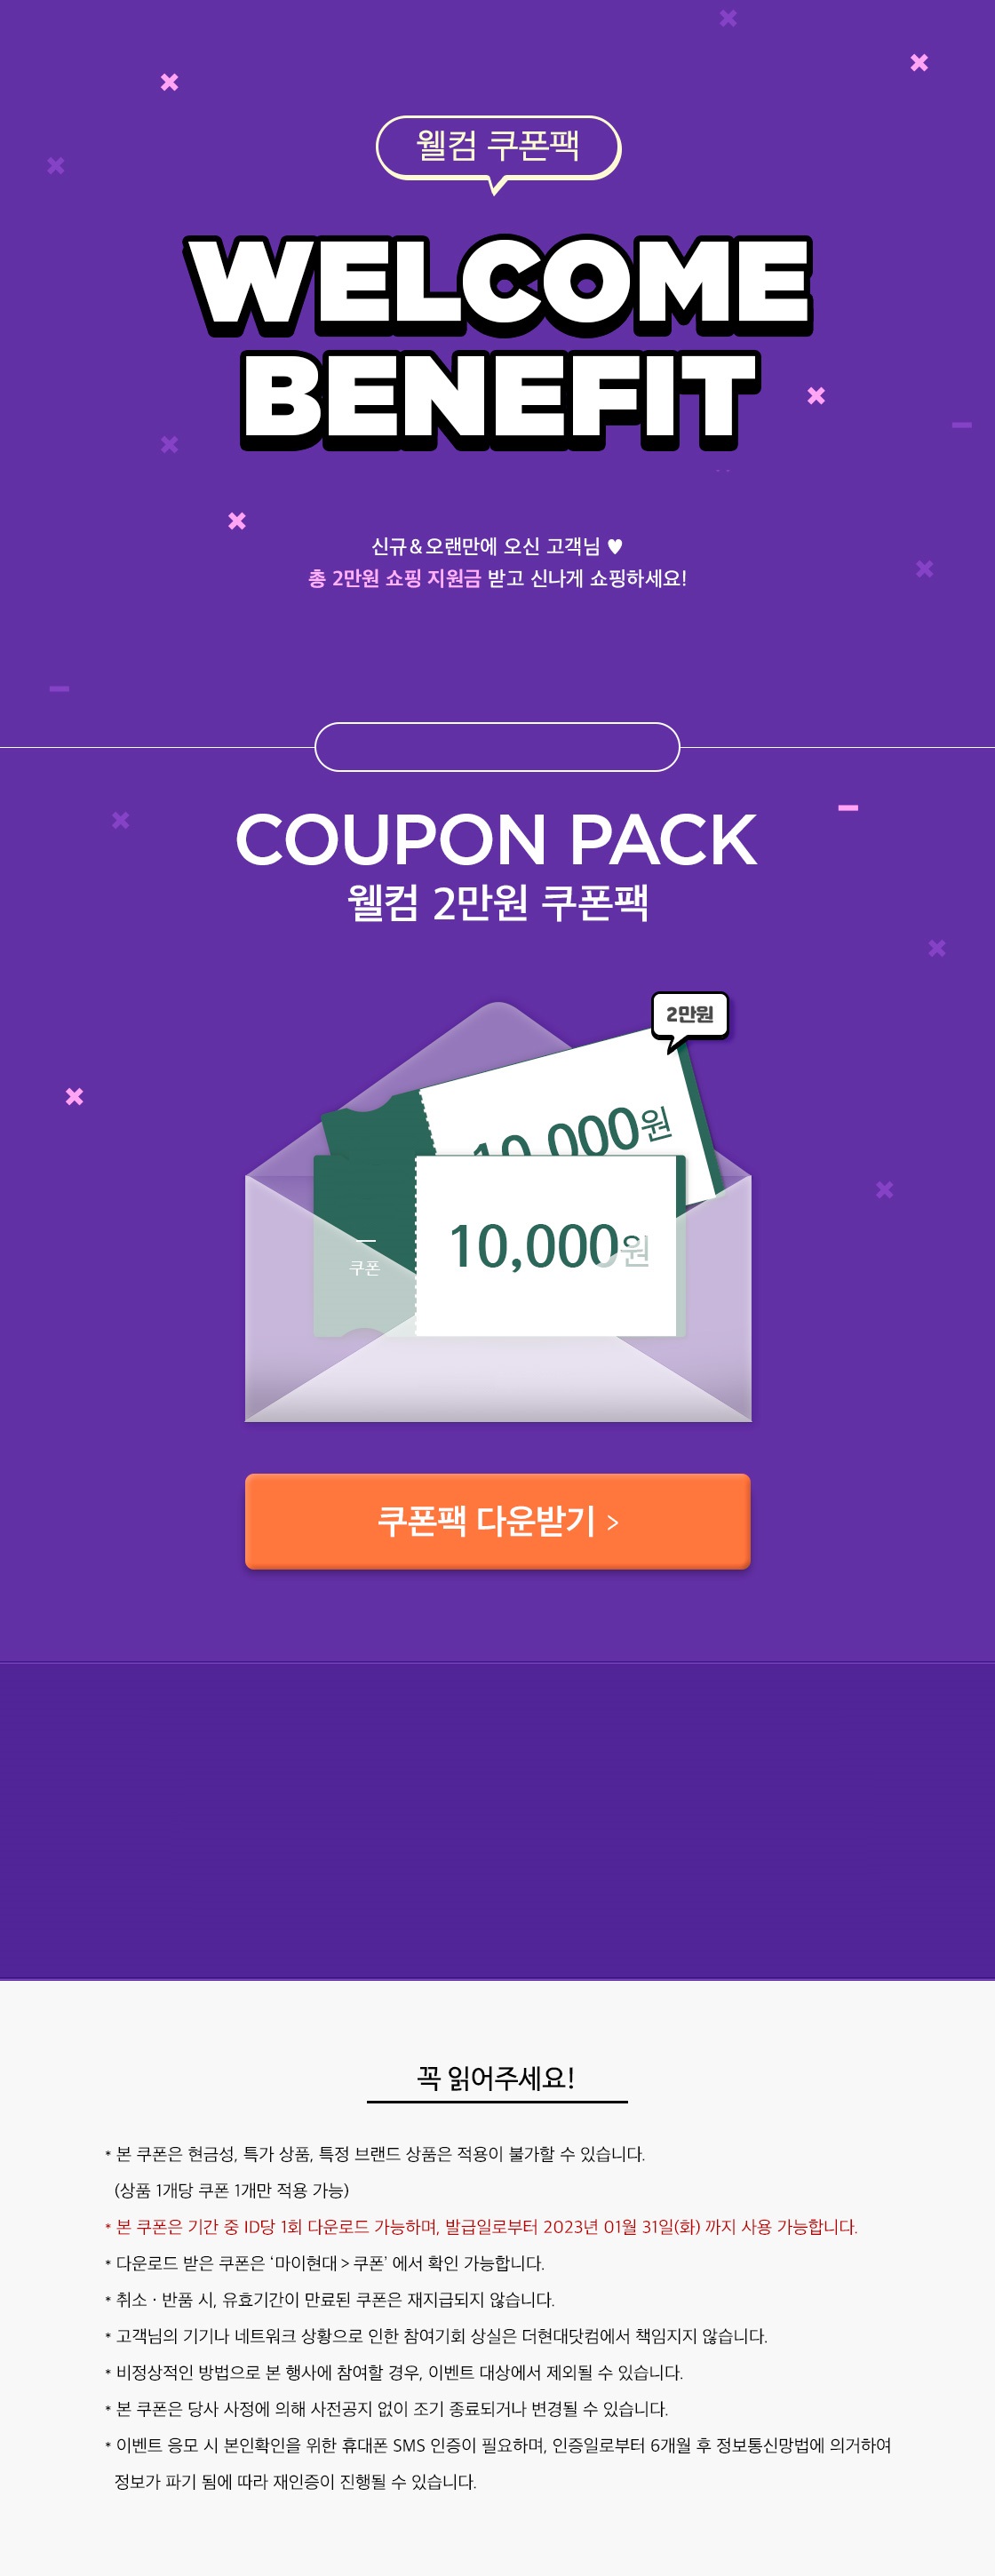 웰컴 쿠폰팩
WELCOME
BENEFIT
신규&오랜만에 오신 고객님 ♥
총 2만원 쇼핑 지원금 받고 신나게 쇼핑하세요!
COUPON PACK
웰컴 2만원 쿠폰팩
2만원
10,000원
10,000원
쿠폰
쿠폰팩 다운받기 >
꼭 읽어주세요!
* 본 쿠폰은 현금성, 특가 상품, 특정 브랜드 상품은 적용이 불가할 수 있습니다.
(상품 1개당 쿠폰 1개만 적용 가능)
* 본 쿠폰은 기간 중 ID당 1회 다운로드 가능하며, 발급일로부터 2023년 01월 31일(화) 까지 사용 가능합니다.
* 다운로드 받은 쿠폰은 ‘마이현대 > 쿠폰’ 에서 확인 가능합니다.
* 취소 · 반품 시, 유효기간이 만료된 쿠폰은 재지급되지 않습니다.
* 고객님의 기기나 네트워크 상황으로 인한 참여기회 상실은 더현대닷컴에서 책임지지 않습니다.
* 비정상적인 방법으로 본 행사에 참여할 경우, 이벤트 대상에서 제외될 수 있습니다.
* 본 쿠폰은 당사 사정에 의해 사전공지 없이 조기 종료되거나 변경될 수 있습니다.
* 이벤트 응모 시 본인확인을 위한 휴대폰 SMS 인증이 필요하며, 인증일로부터 6개월 후 정보통신망법에 의거하여
정보가 파기 됨에 따라 재인증이 진행될 수 있습니다.